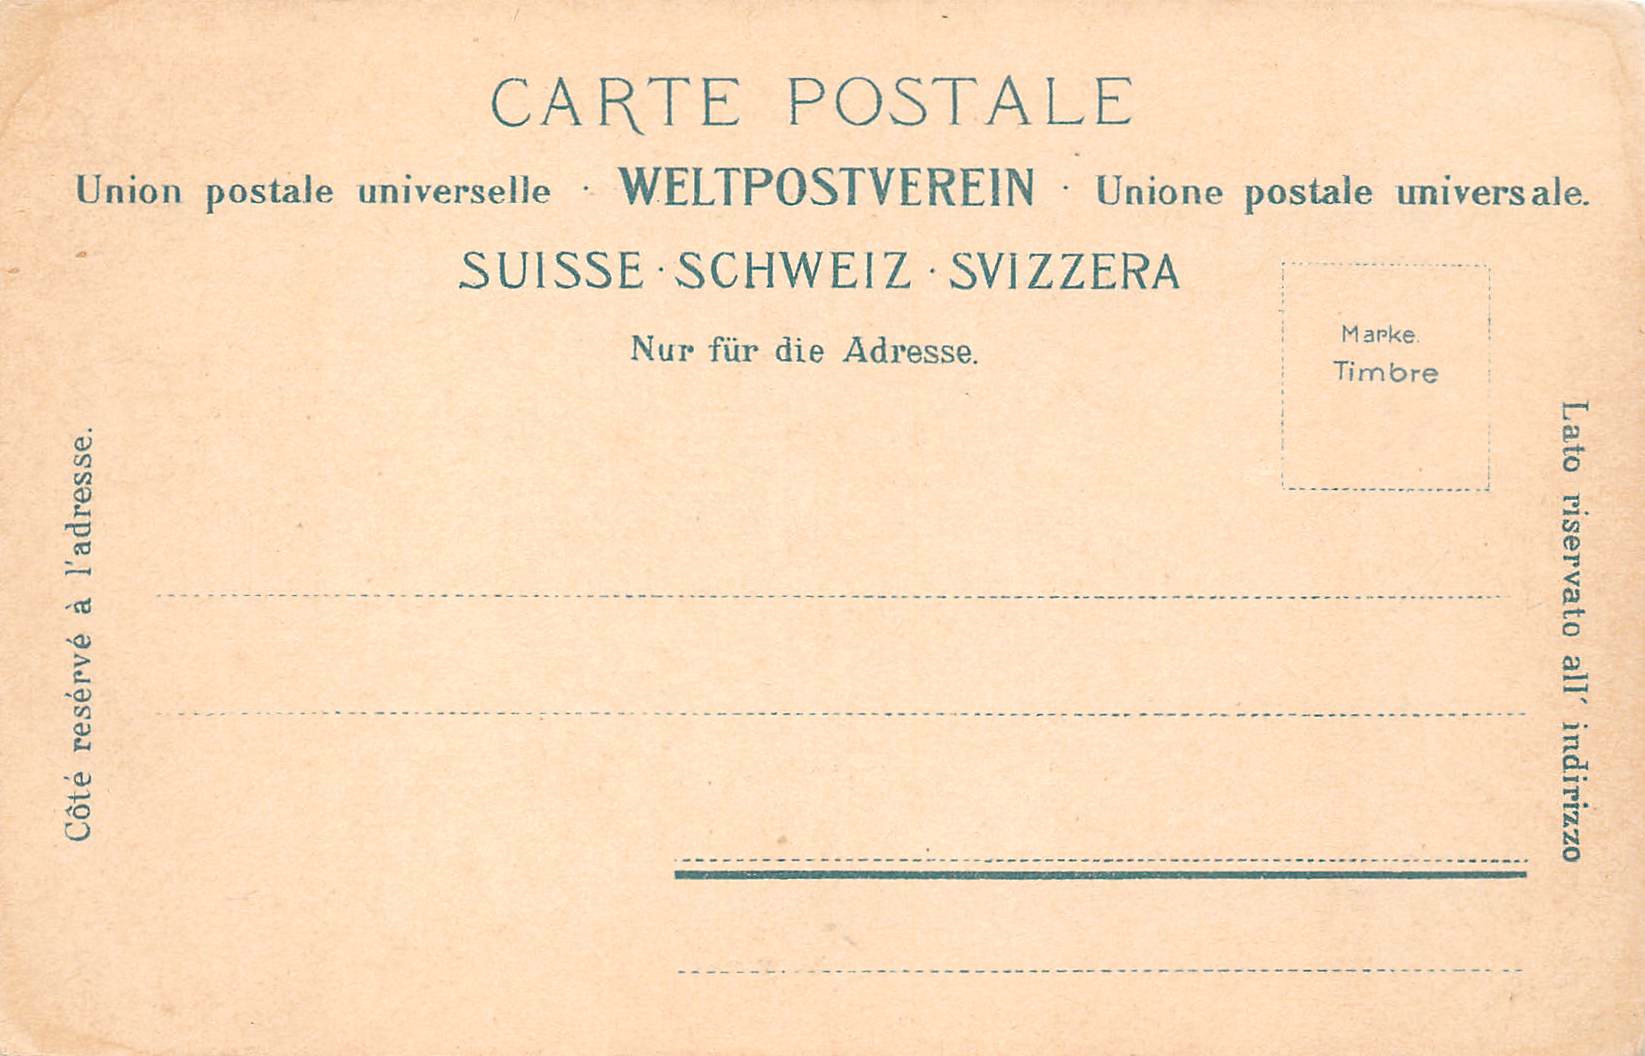 CARTE POSTALE
Union postale universelle · WELTPOSTVEREIN · Unione postale universale.
SUISSE · SCHWEIZ · SVIZZERA
Nur für die Adresse.
Marke.
Timbre
Côté resérvé à l'adresse.
Lato riservato all' indirizzo